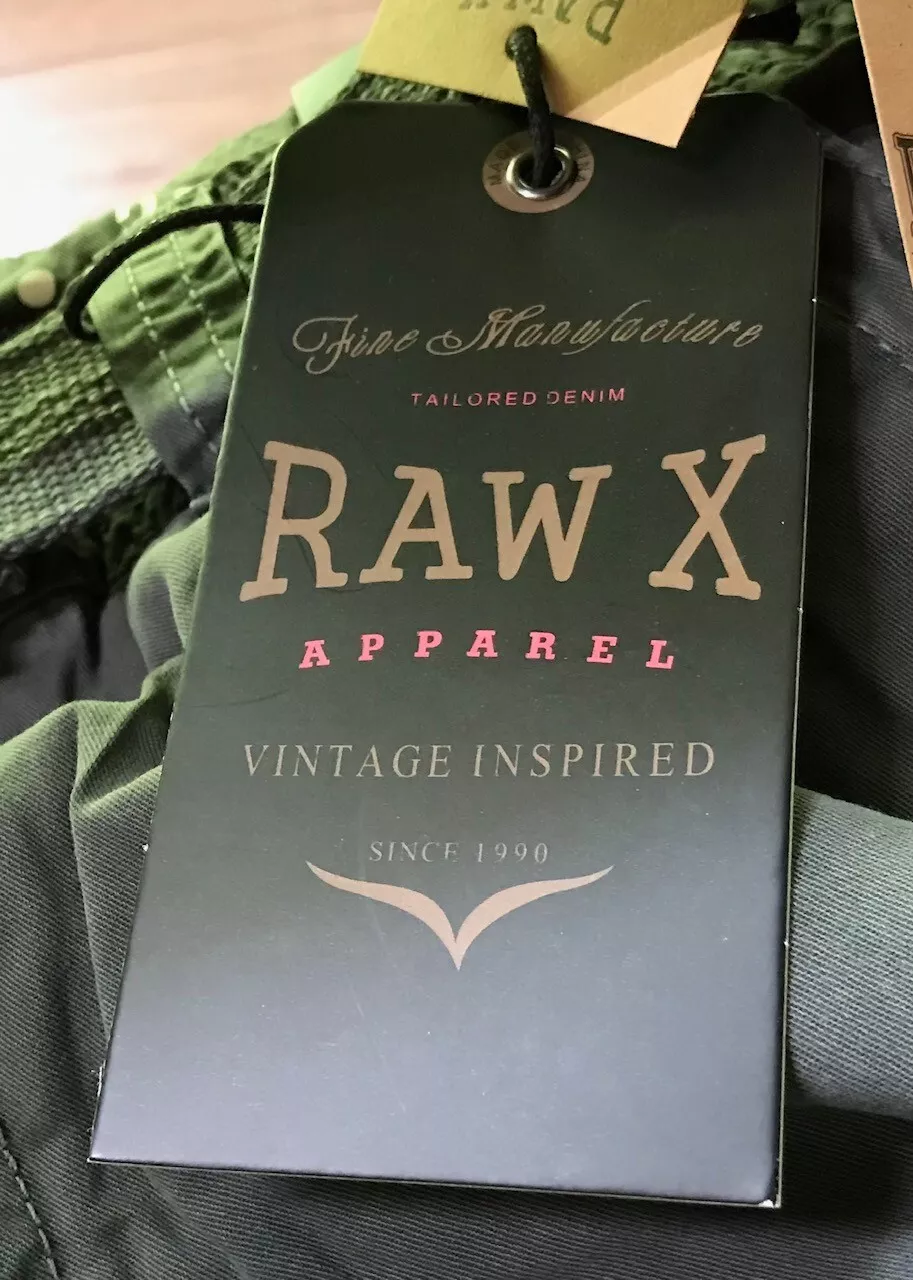 Fine Manufacture
TAILORED DENIM
RAW X
APPAREL
VINTAGE INSPIRED
SINCE 1990